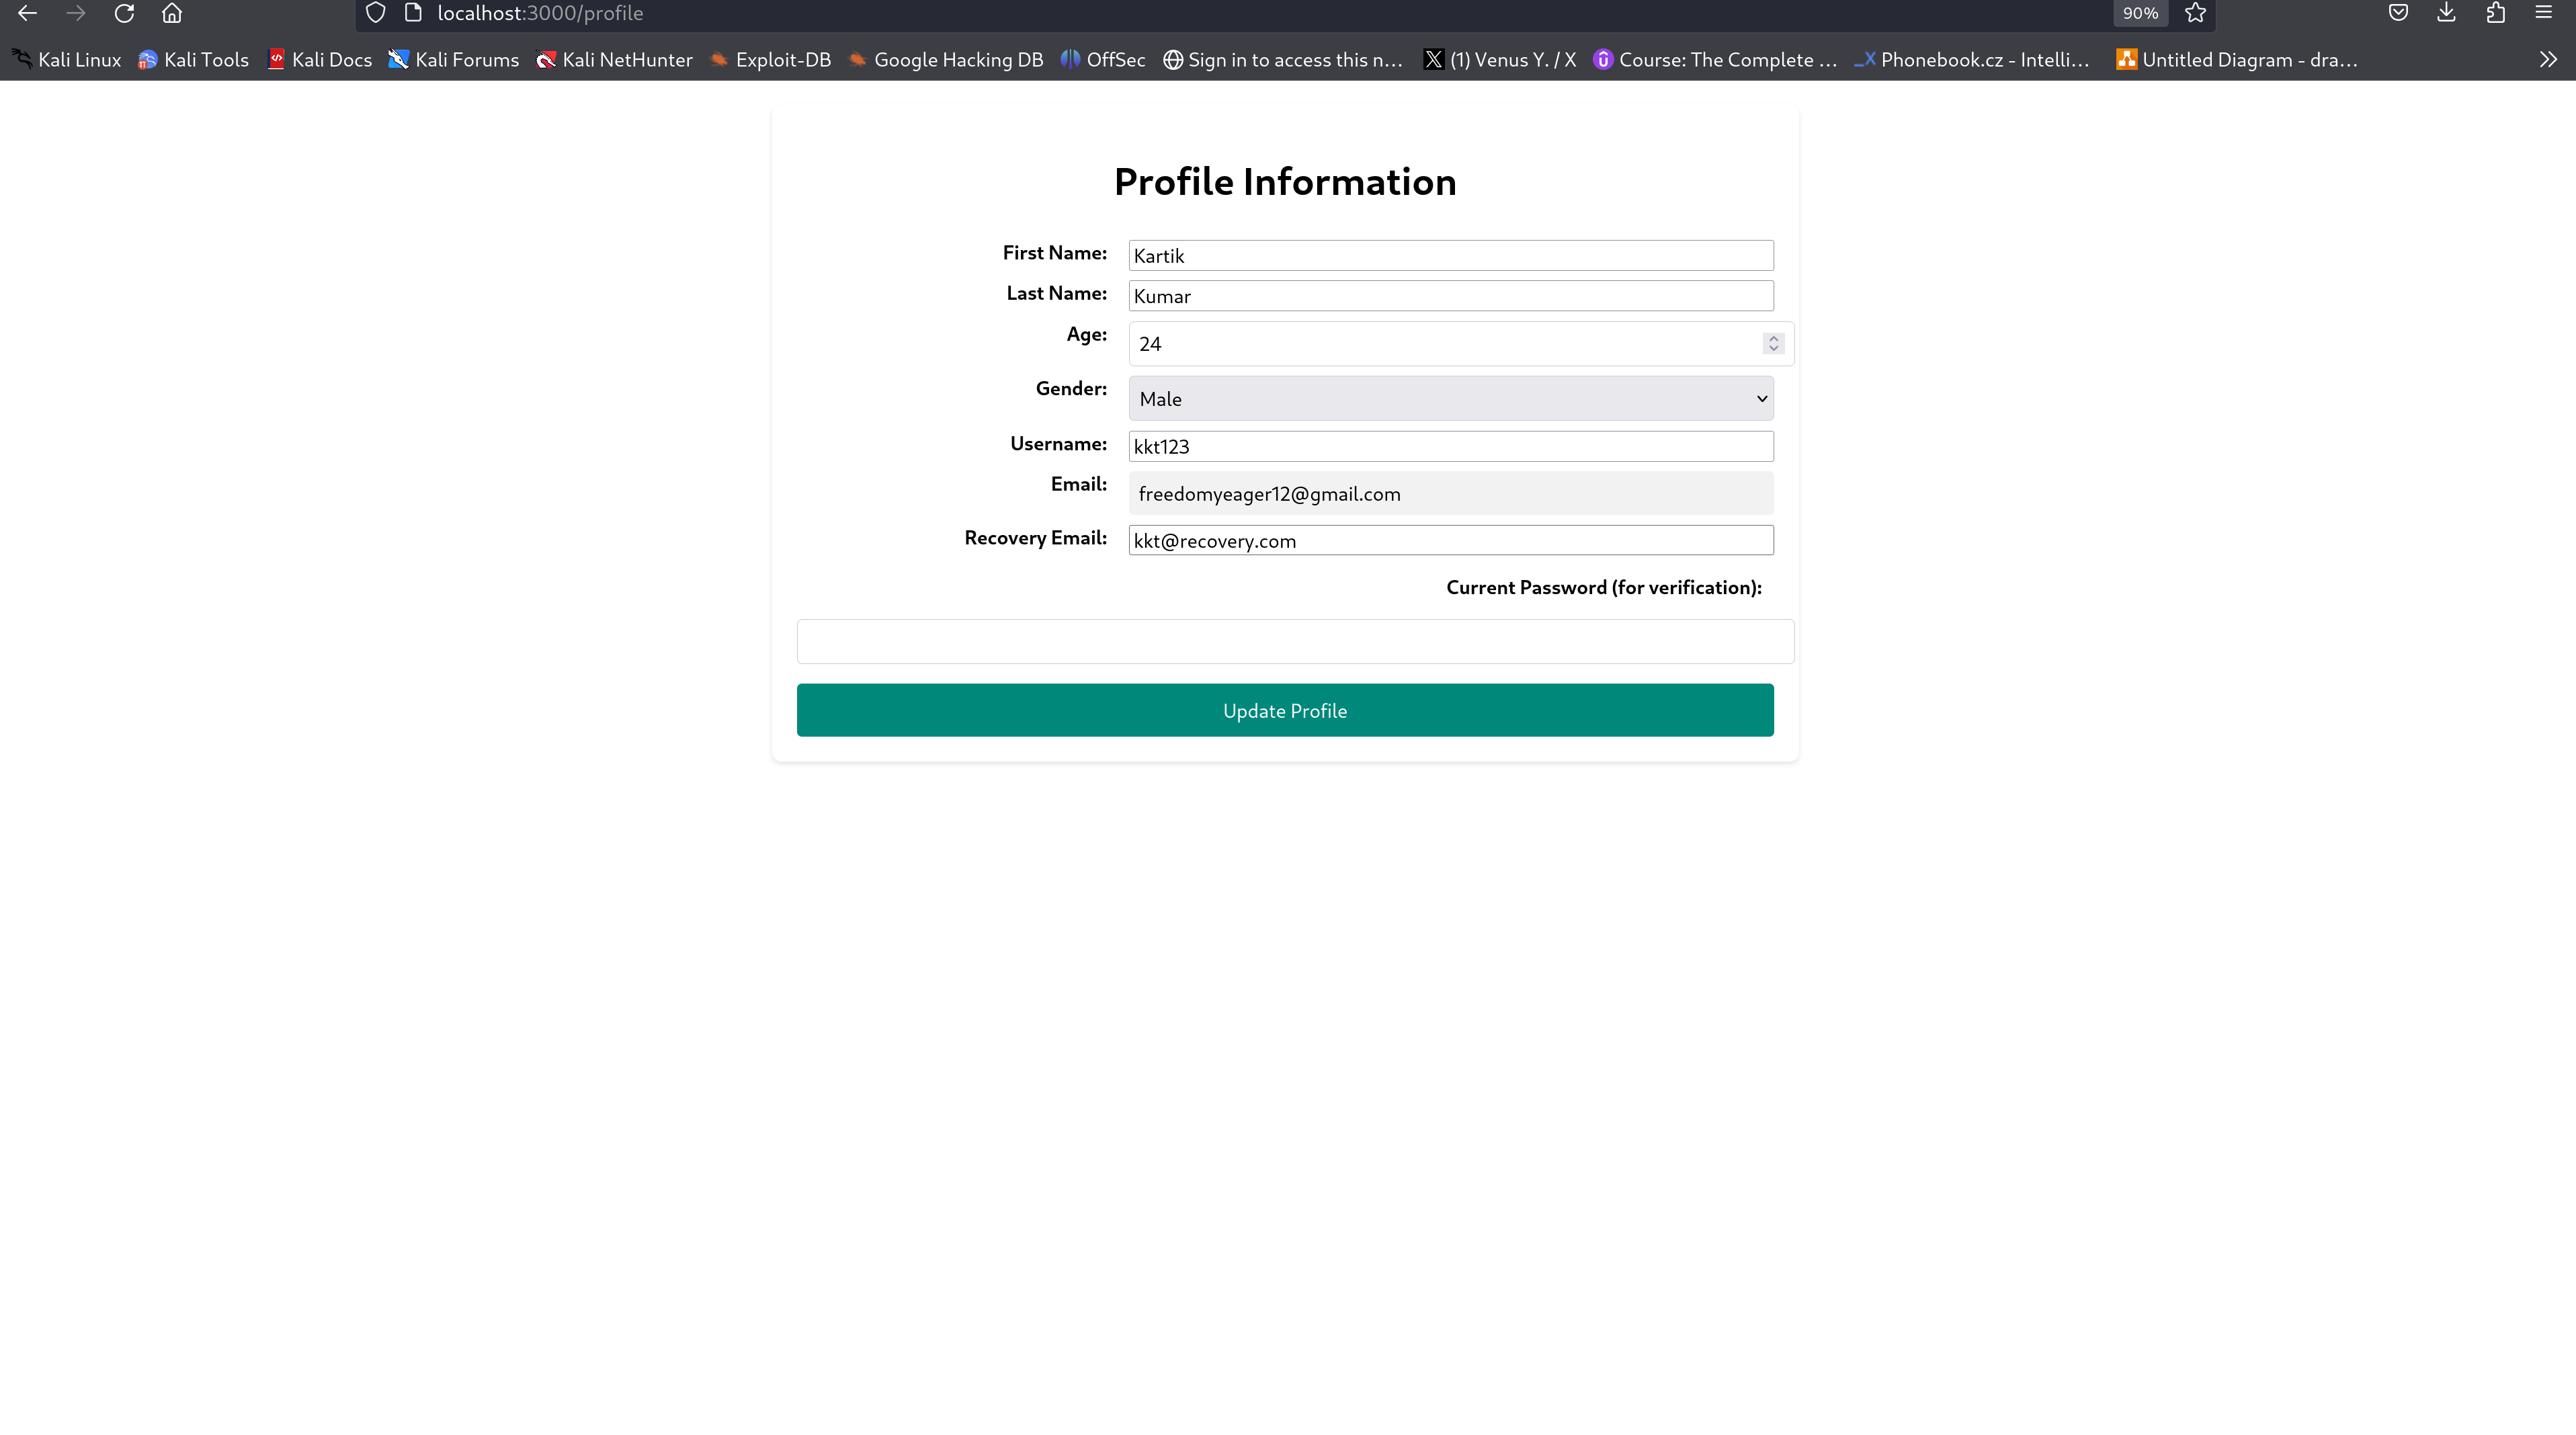 localhost:3000/profile 90%
Kali Linux Kali Tools Kali Docs Kali Forums Kali NetHunter Exploit-DB Google Hacking DB OffSec Sign in to access this n... (1) Venus Y. / X Course: The Complete ... Phonebook.cz - Intelli... Untitled Diagram - dra...
Profile Information
First Name: Kartik
Last Name: Kumar
Age: 24
Gender: Male
Username: kkt123
Email: freedomyeager12@gmail.com
Recovery Email: kkt@recovery.com
Current Password (for verification):
Update Profile